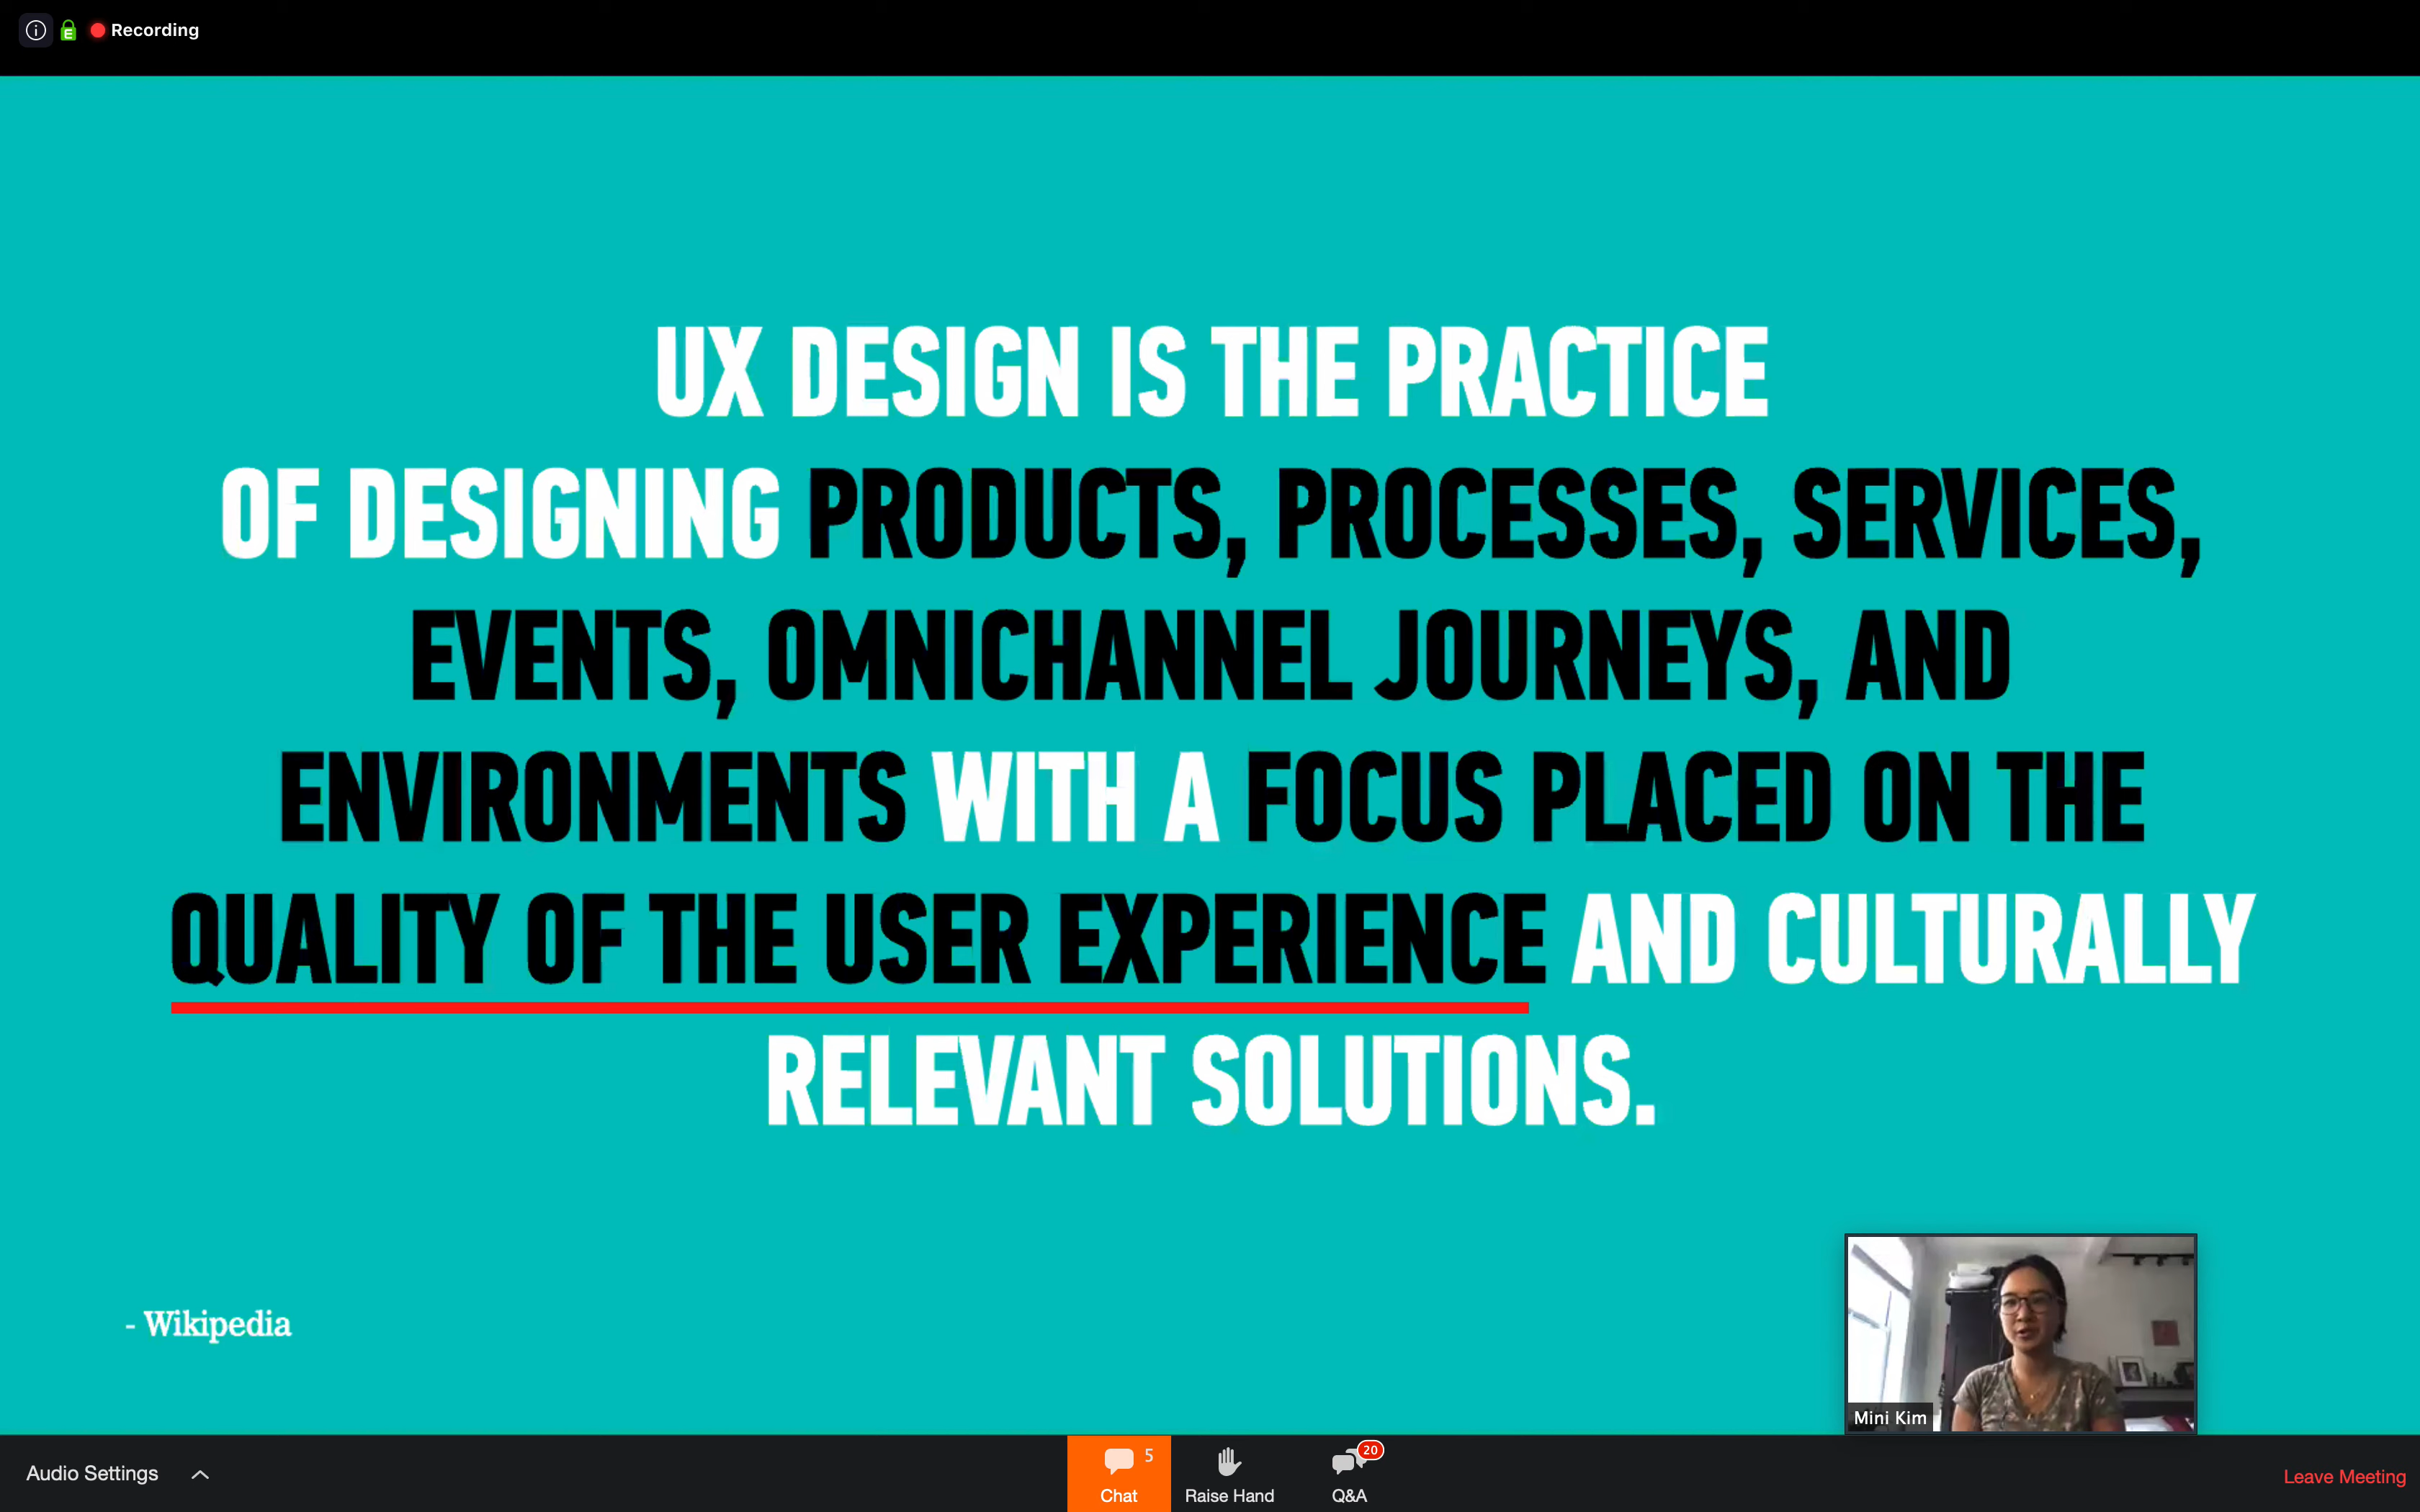 Recording
UX DESIGN IS THE PRACTICE
OF DESIGNING PRODUCTS, PROCESSES, SERVICES,
EVENTS, OMNICHANNEL JOURNEYS, AND
ENVIRONMENTS WITH A FOCUS PLACED ON THE
QUALITY OF THE USER EXPERIENCE AND CULTURALLY
RELEVANT SOLUTIONS.
- Wikipedia
Mini Kim
Audio Settings
5
Chat
Raise Hand
20
Q&A
Leave Meeting